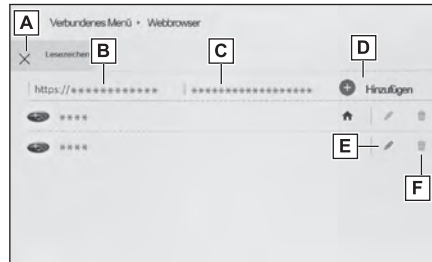 A
Verbundenes Menü • Webbrowser
B
C
D
Lesezeichen
https://************* ******************
Hinzufügen
****
****
E
F